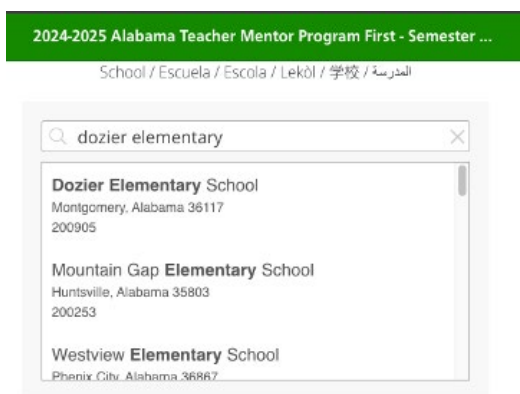 2024-2025 Alabama Teacher Mentor Program First - Semester ...
School / Escuela / Escola / Lekòl / 学校 / المدرسة
dozier elementary
Dozier Elementary School
Montgomery, Alabama 36117
200905
Mountain Gap Elementary School
Huntsville, Alabama 35803
200253
Westview Elementary School
Phenix City, Alabama 36867